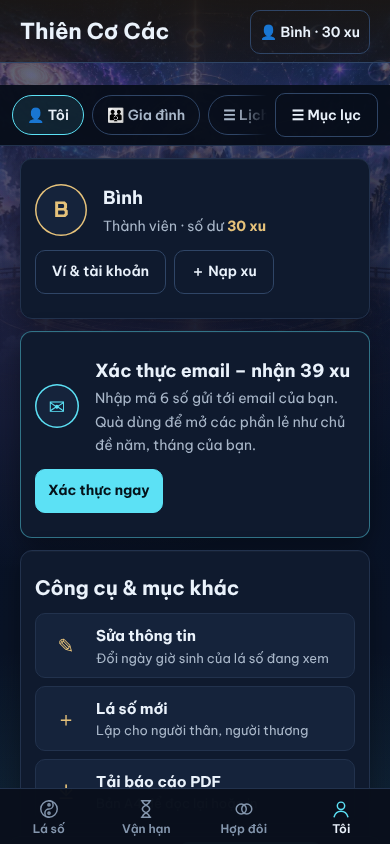 Thiên Cơ Các
👤 Bình · 30 xu
👤 Tôi
👪 Gia đình
☰ Lịch
☰ Mục lục
B
Bình
Thành viên · số dư 30 xu
Ví & tài khoản
+ Nạp xu
Xác thực email – nhận 39 xu
Nhập mã 6 số gửi tới email của bạn.
Quà dùng để mở các phần lẻ như chủ
đề năm, tháng của bạn.
Xác thực ngay
Công cụ & mục khác
Sửa thông tin
Đổi ngày giờ sinh của lá số đang xem
+
Lá số mới
Lập cho người thân, người thương
Tải báo cáo PDF
Lá số
Vận hạn
Hợp đôi
Tôi